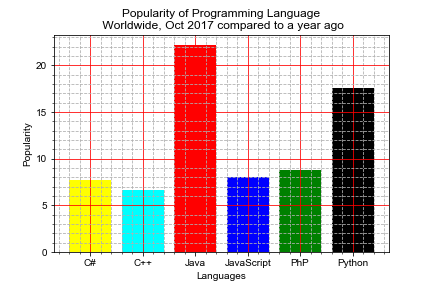 Popularity of Programming Language
Worldwide, Oct 2017 compared to a year ago
20
15
10
5
0
Popularity
C# C++ Java JavaScript PhP Python
Languages